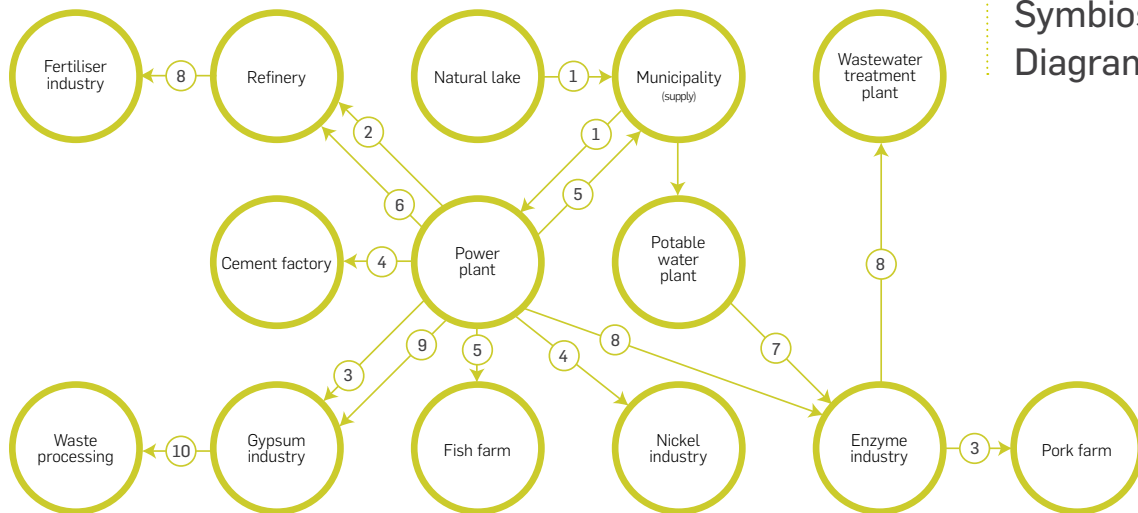 Symbios
Diagran
Fertiliser
industry
8
Refinery
Natural lake
1
Municipality
(supply)
Wastewater
treatment
plant
2
1
6
5
Cement factory
4
Power
plant
Potable
water
plant
8
3
9
5
4
8
7
Waste
processing
10
Gypsum
industry
Fish farm
Nickel
industry
Enzyme
industry
3
Pork farm